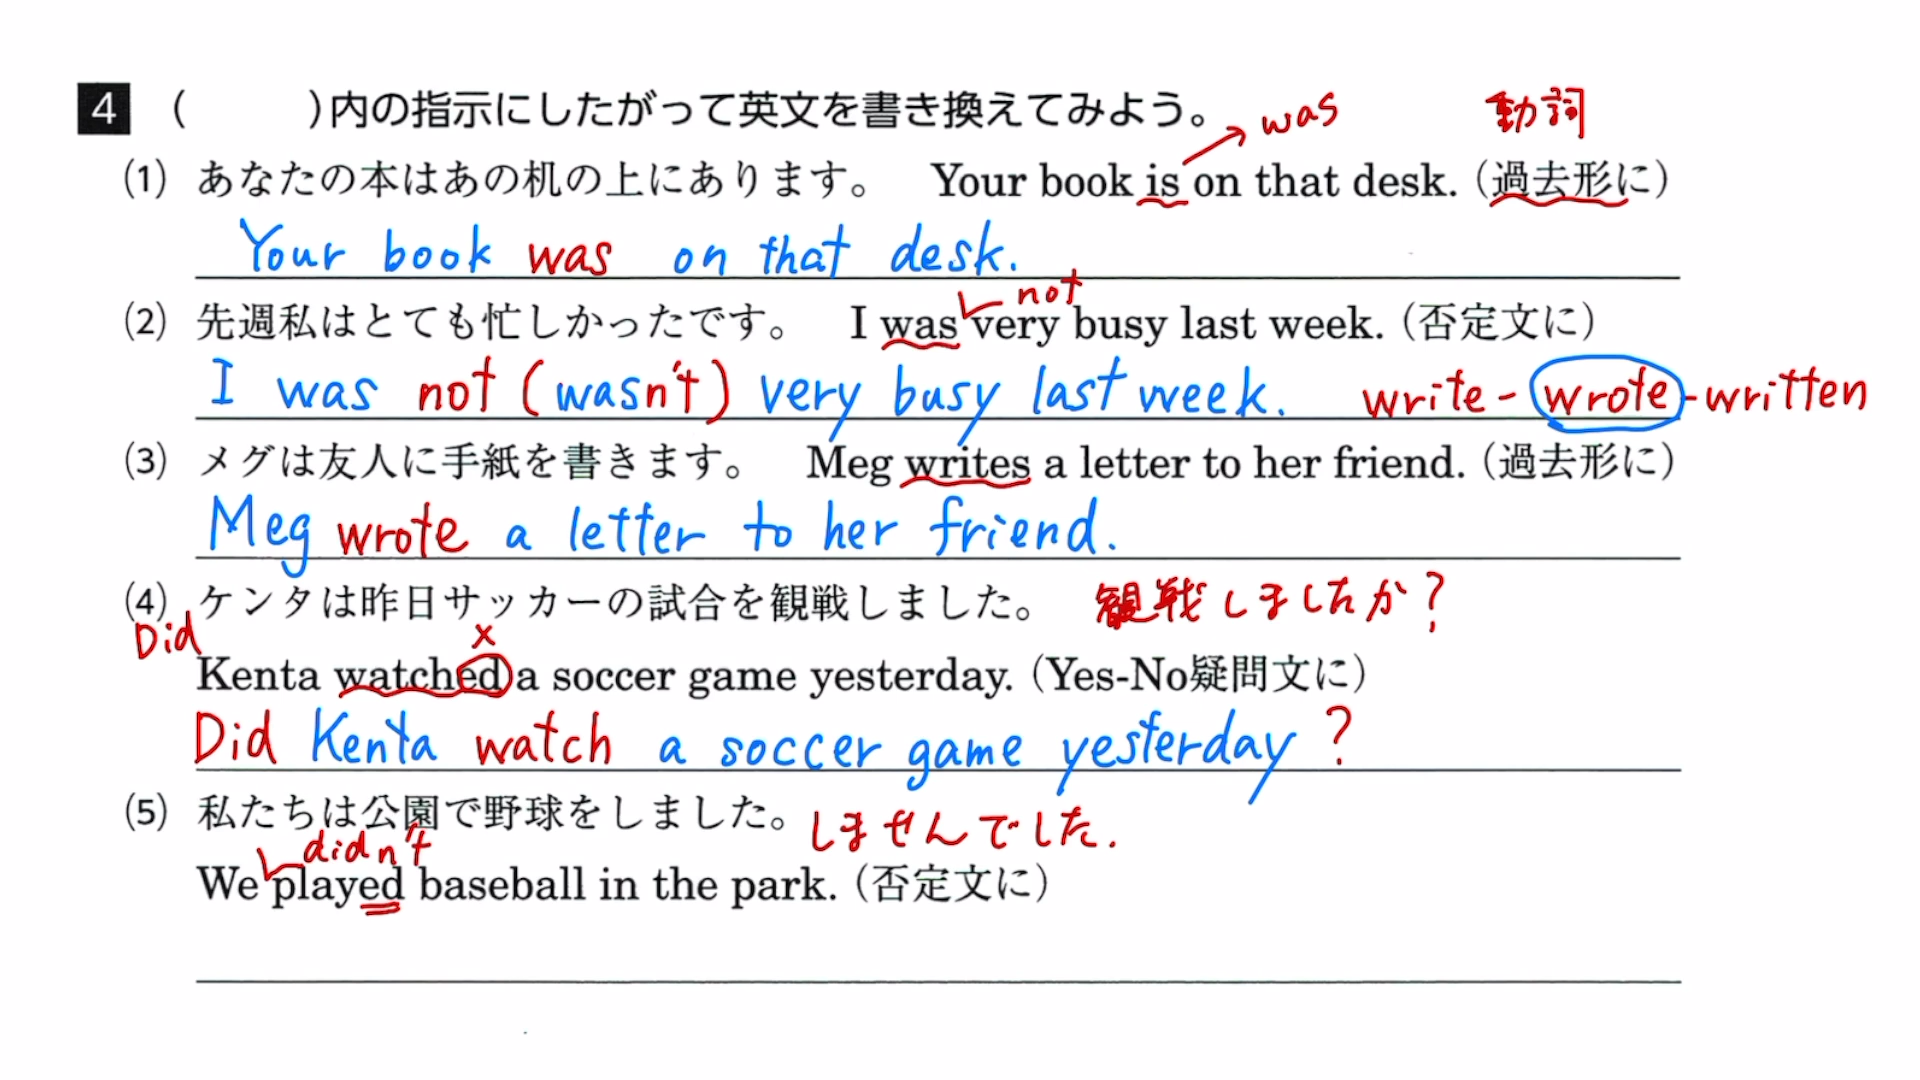 4 ( )内の指示にしたがって英文を書き換えてみよう。 was 動詞
(1) あなたの本はあの机の上にあります。 Your book is on that desk.(過去形に)
Your book was on that desk.
not
(2) 先週私はとても忙しかったです。 I was very busy last week.(否定文に)
I was not (wasn't) very busy last week. write - wrote - written
(3) メグは友人に手紙を書きます。 Meg writes a letter to her friend.(過去形に)
Meg wrote a letter to her friend.
(4) ケンタは昨日サッカーの試合を観戦しました。 観戦しましたか?
Did x
Kenta watched a soccer game yesterday.(Yes-No疑問文に)
Did Kenta watch a soccer game yesterday?
(5) 私たちは公園で野球をしました。 しませんでした.
didn't
We played baseball in the park.(否定文に)